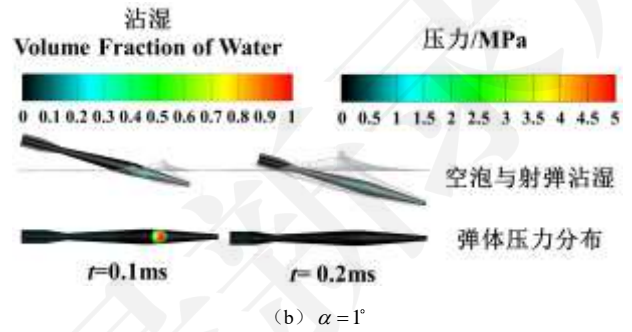 沾湿
Volume Fraction of Water
压力/MPa
0 0.1 0.2 0.3 0.4 0.5 0.6 0.7 0.8 0.9 1
0 0.5 1 1.5 2 2.5 3 3.5 4 4.5 5
空泡与射弹沾湿
弹体压力分布
t=0.1ms
t= 0.2ms
（b）α=1°